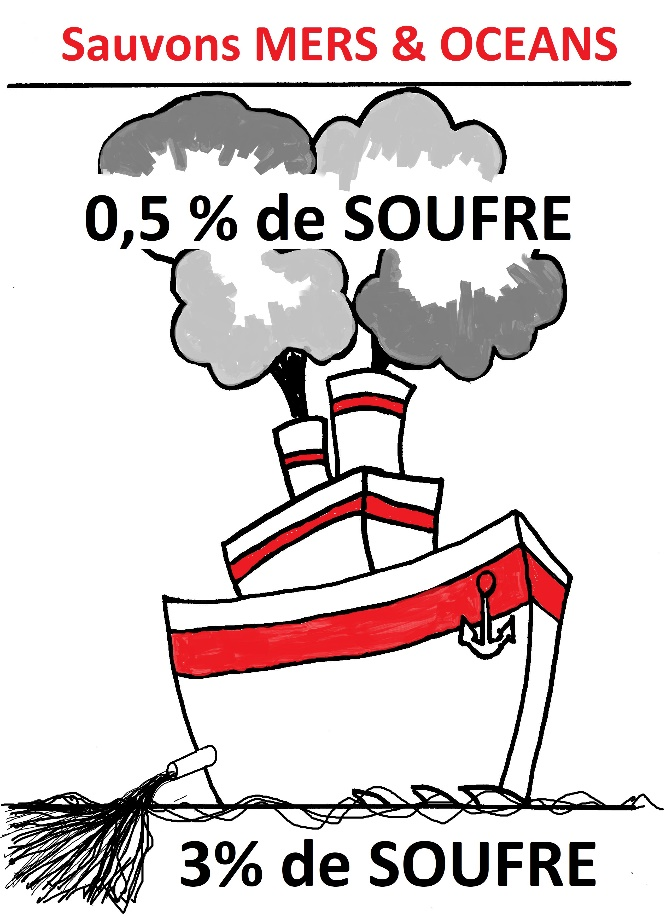 Sauvons MERS & OCEANS
0,5 % de SOUFRE
3% de SOUFRE